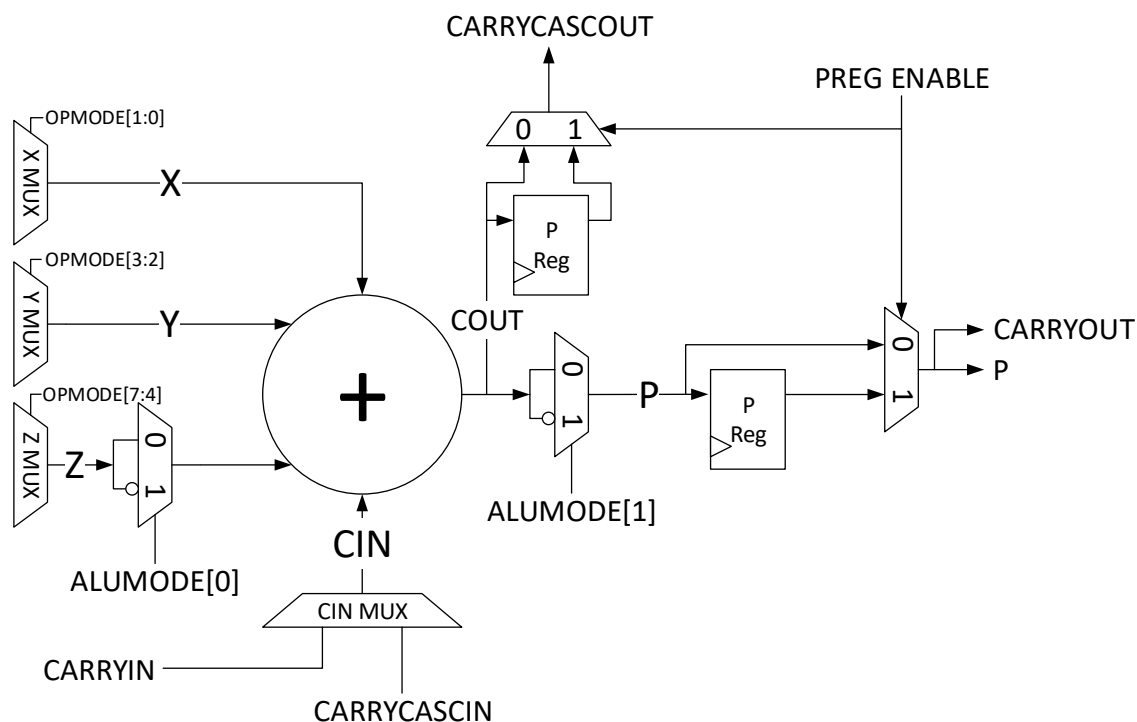 CARRYCASCOUT
PREG ENABLE
OPMODE[1:0]
0 1
X MUX
X
P
Reg
OPMODE[3:2]
Y MUX
Y
COUT
CARRYOUT
0
1
P
0
1
P
P
Reg
+
OPMODE[7:4]
Z MUX
Z
0
1
ALUMODE[1]
CIN
ALUMODE[0]
CIN MUX
CARRYIN
CARRYCASCIN